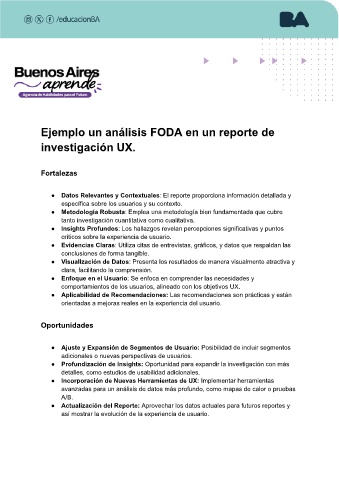 /educacionBA
BA
Buenos Aires
aprende
Agencia de Habilidades para el Futuro
Ejemplo un análisis FODA en un reporte de
investigación UX.
Fortalezas
● Datos Relevantes y Contextuales: El reporte proporciona información detallada y
específica sobre los usuarios y su contexto.
● Metodología Robusta: Emplea una metodología bien fundamentada que cubre
tanto investigación cuantitativa como cualitativa.
● Insights Profundos: Los hallazgos revelan percepciones significativas y puntos
críticos sobre la experiencia de usuario.
● Evidencias Claras: Utiliza citas de entrevistas, gráficos, y datos que respaldan las
conclusiones de forma tangible.
● Visualización de Datos: Presenta los resultados de manera visualmente atractiva y
clara, facilitando la comprensión.
● Enfoque en el Usuario: Se enfoca en comprender las necesidades y
comportamientos de los usuarios, alineado con los objetivos UX.
● Aplicabilidad de Recomendaciones: Las recomendaciones son prácticas y están
orientadas a mejoras reales en la experiencia del usuario.
Oportunidades
● Ajuste y Expansión de Segmentos de Usuario: Posibilidad de incluir segmentos
adicionales o nuevas perspectivas de usuarios.
● Profundización de Insights: Oportunidad para expandir la investigación con más
detalles, como estudios de usabilidad adicionales.
● Incorporación de Nuevas Herramientas de UX: Implementar herramientas
avanzadas para un análisis de datos más profundo, como mapas de calor o pruebas
A/B.
● Actualización del Reporte: Aprovechar los datos actuales para futuros reportes y
así mostrar la evolución de la experiencia de usuario.